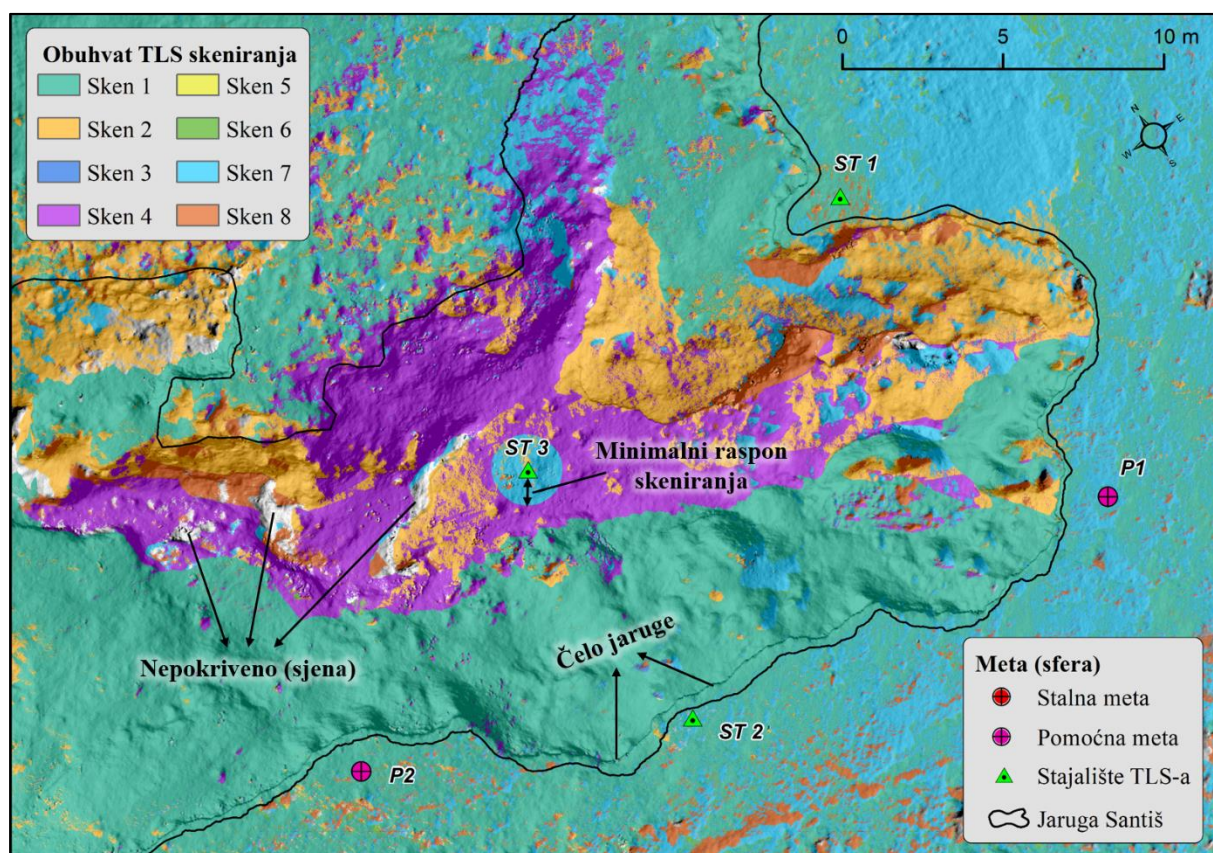 Obuhvat TLS skeniranja
Sken 1
Sken 5
Sken 2
Sken 6
Sken 3
Sken 7
Sken 4
Sken 8
0
10 m
N
E
W
S
ST 1
ST 3
Minimalni raspon
skeniranja
P1
Čelo jaruge
Nepokriveno (sjena)
ST 2
P2
Meta (sfera)
Stalna meta
Pomoćna meta
Stajalište TLS-a
Jaruga Santiš